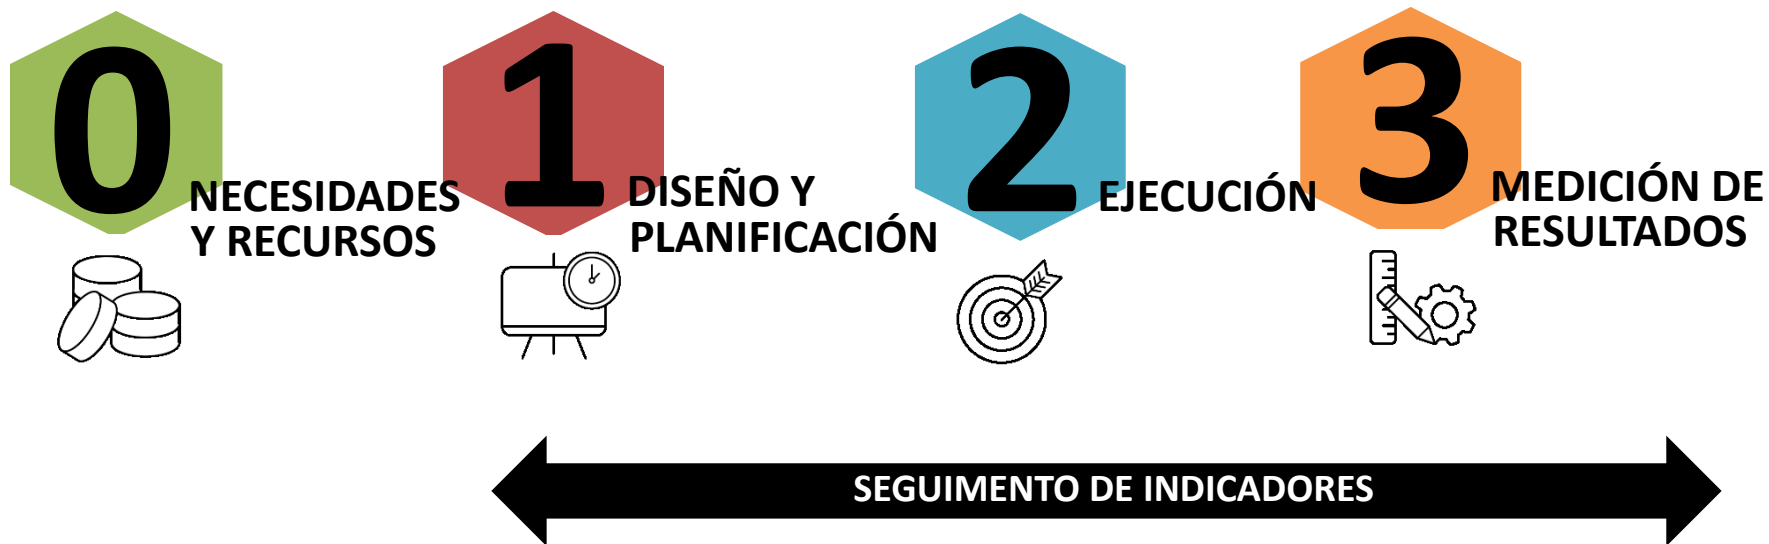 0
NECESIDADES
Y RECURSOS
1
DISEÑO Y
PLANIFICACIÓN
2
EJECUCIÓN
3
MEDICIÓN DE
RESULTADOS
SEGUIMENTO DE INDICADORES